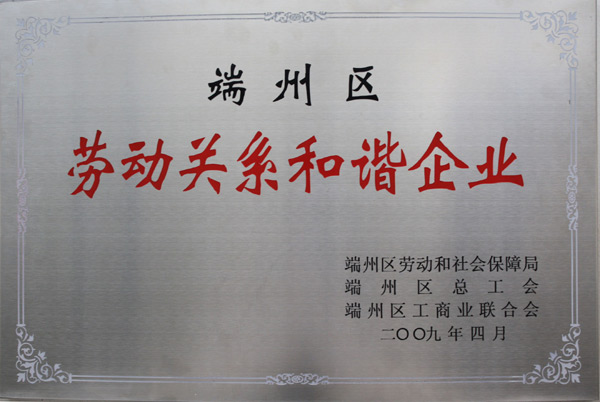 端州区
劳动关系和谐企业
端州区劳动和社会保障局
端州区总工会
端州区工商业联合会
二〇〇九年四月